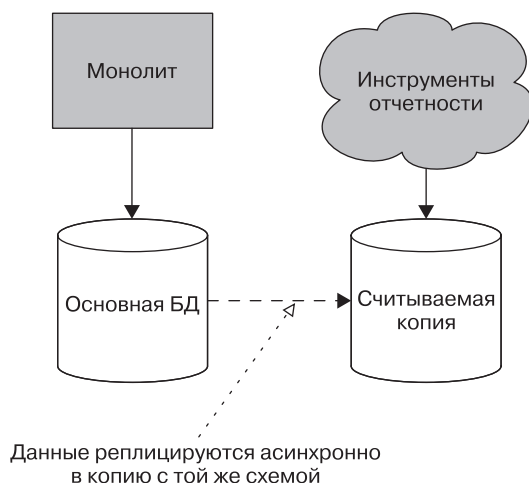 Монолит
Инструменты
отчетности
Основная БД
Считываемая
копия
Данные реплицируются асинхронно
в копию с той же схемой